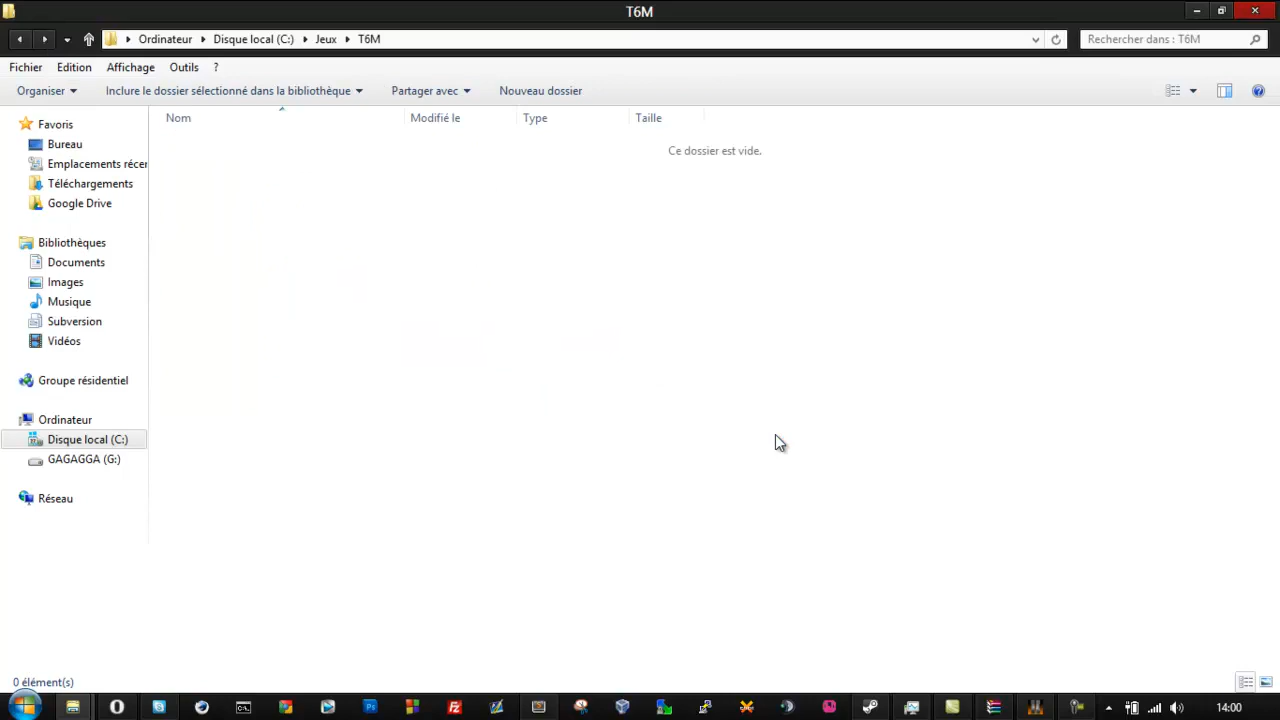 T6M
Ordinateur Disque local (C:) Jeux T6M
Rechercher dans : T6M
Fichier Edition Affichage Outils ?
Organiser Inclure le dossier sélectionné dans la bibliothèque Partager avec Nouveau dossier
Nom Modifié le Type Taille
Ce dossier est vide.
Favoris
Bureau
Emplacements récen
Téléchargements
Google Drive
Bibliothèques
Documents
Images
Musique
Subversion
Vidéos
Groupe résidentiel
Ordinateur
Disque local (C:)
GAGAGGA (G:)
Réseau
0 élément(s)
14:00